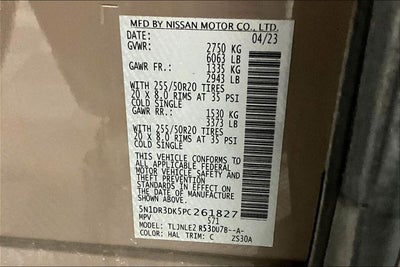 MFD BY NISSAN MOTOR CO., LTD.
DATE: 04/23
GVWR: 2750 KG
6063 LB
GAWR FR.: 1335 KG
2943 LB
WITH 255/50R20 TIRES
20 x 8.0 RIMS AT 35 PSI
COLD SINGLE
GAWR RR.: 1530 KG
3373 LB
WITH 255/50R20 TIRES
20 X 8.0 RIMS AT 35 PSI
COLD SINGLE
THIS VEHICLE CONFORMS TO
ALL APPLICABLE FEDERAL
MOTOR VEHICLE SAFETY AND
THEFT PREVENTION
STANDARDS IN EFFECT ON THE
DATE OF MANUFACTURE
SHOWN ABOVE.
5N1DR3DK5PC261827
MPV 571
MODEL: TLJNLE2 R53DU7B--A-
COLOR: HAL TRIM: C ZS30A